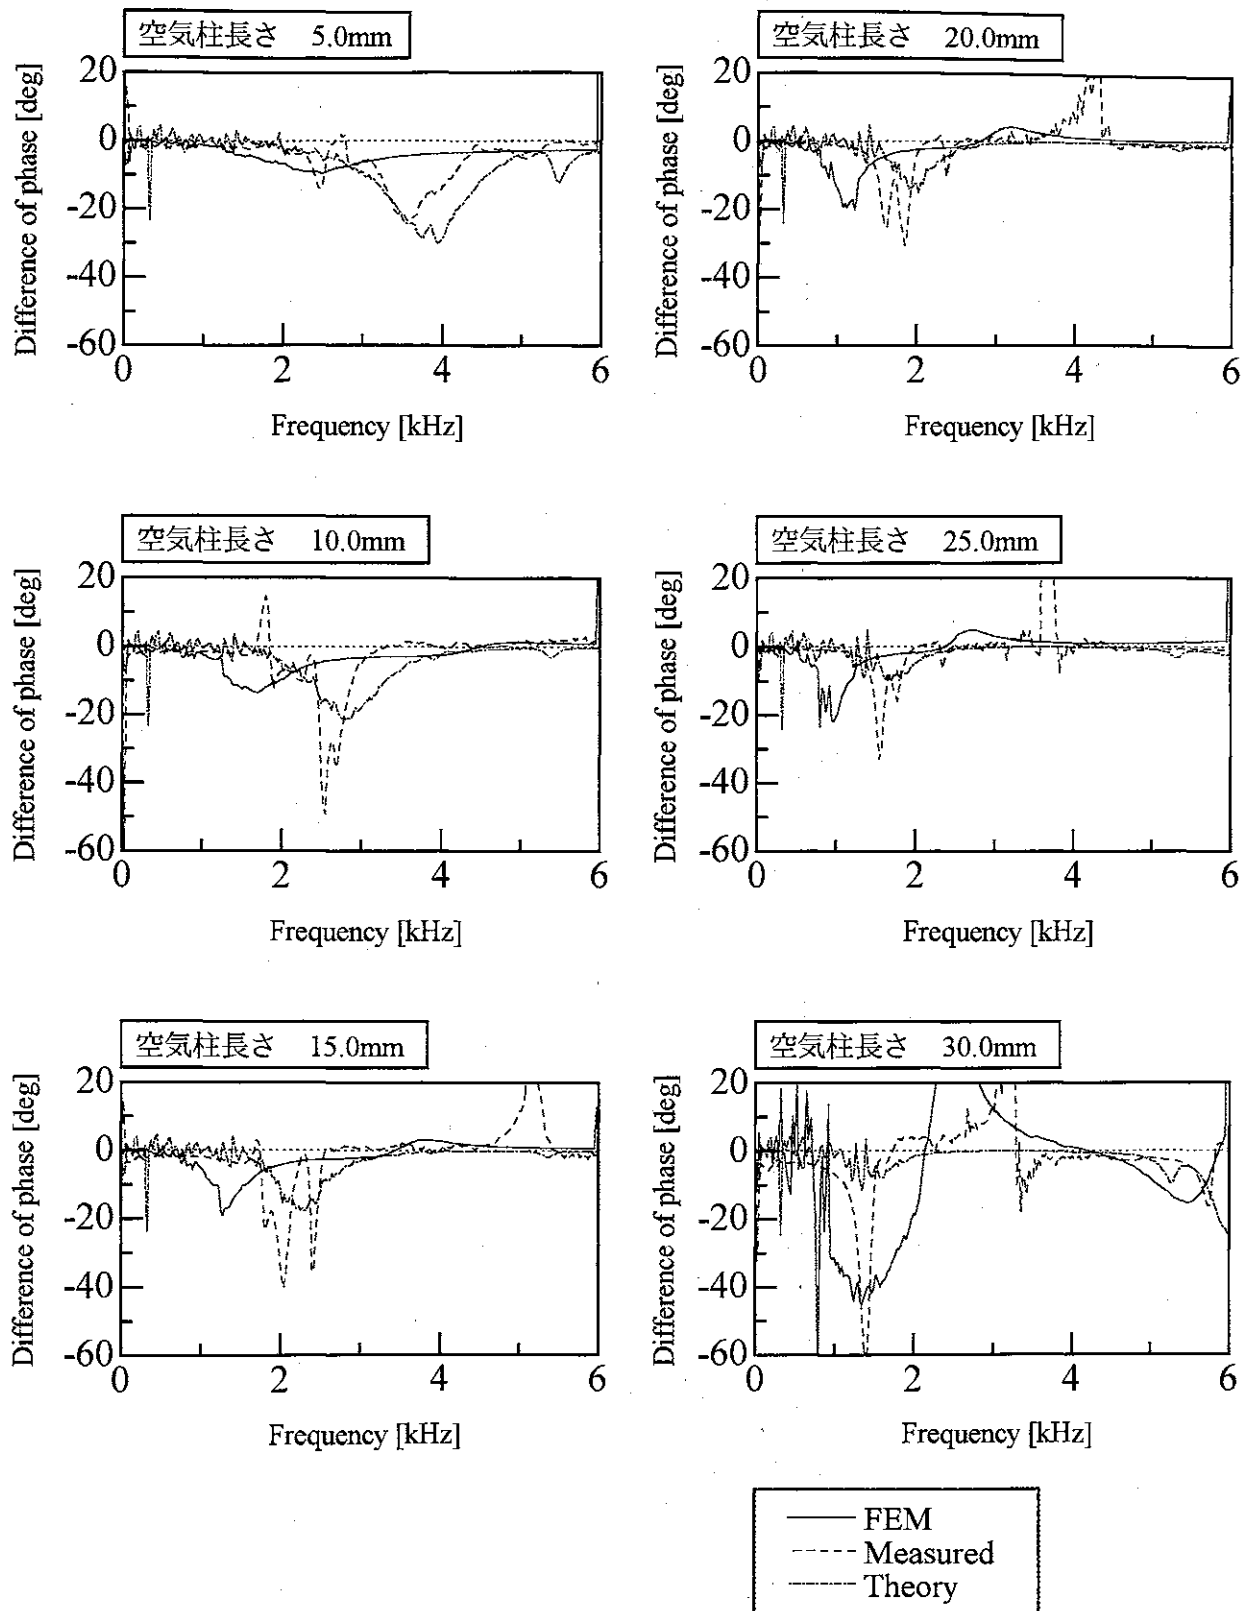 空気柱長さ 5.0mm
Difference of phase [deg]
20
0
-20
-40
-60
0 2 4 6
Frequency [kHz]
空気柱長さ 20.0mm
Difference of phase [deg]
20
0
-20
-40
-60
0 2 4 6
Frequency [kHz]
空気柱長さ 10.0mm
Difference of phase [deg]
20
0
-20
-40
-60
0 2 4 6
Frequency [kHz]
空気柱長さ 25.0mm
Difference of phase [deg]
20
0
-20
-40
-60
0 2 4 6
Frequency [kHz]
空気柱長さ 15.0mm
Difference of phase [deg]
20
0
-20
-40
-60
0 2 4 6
Frequency [kHz]
空気柱長さ 30.0mm
Difference of phase [deg]
20
0
-20
-40
-60
0 2 4 6
Frequency [kHz]
FEM
Measured
Theory